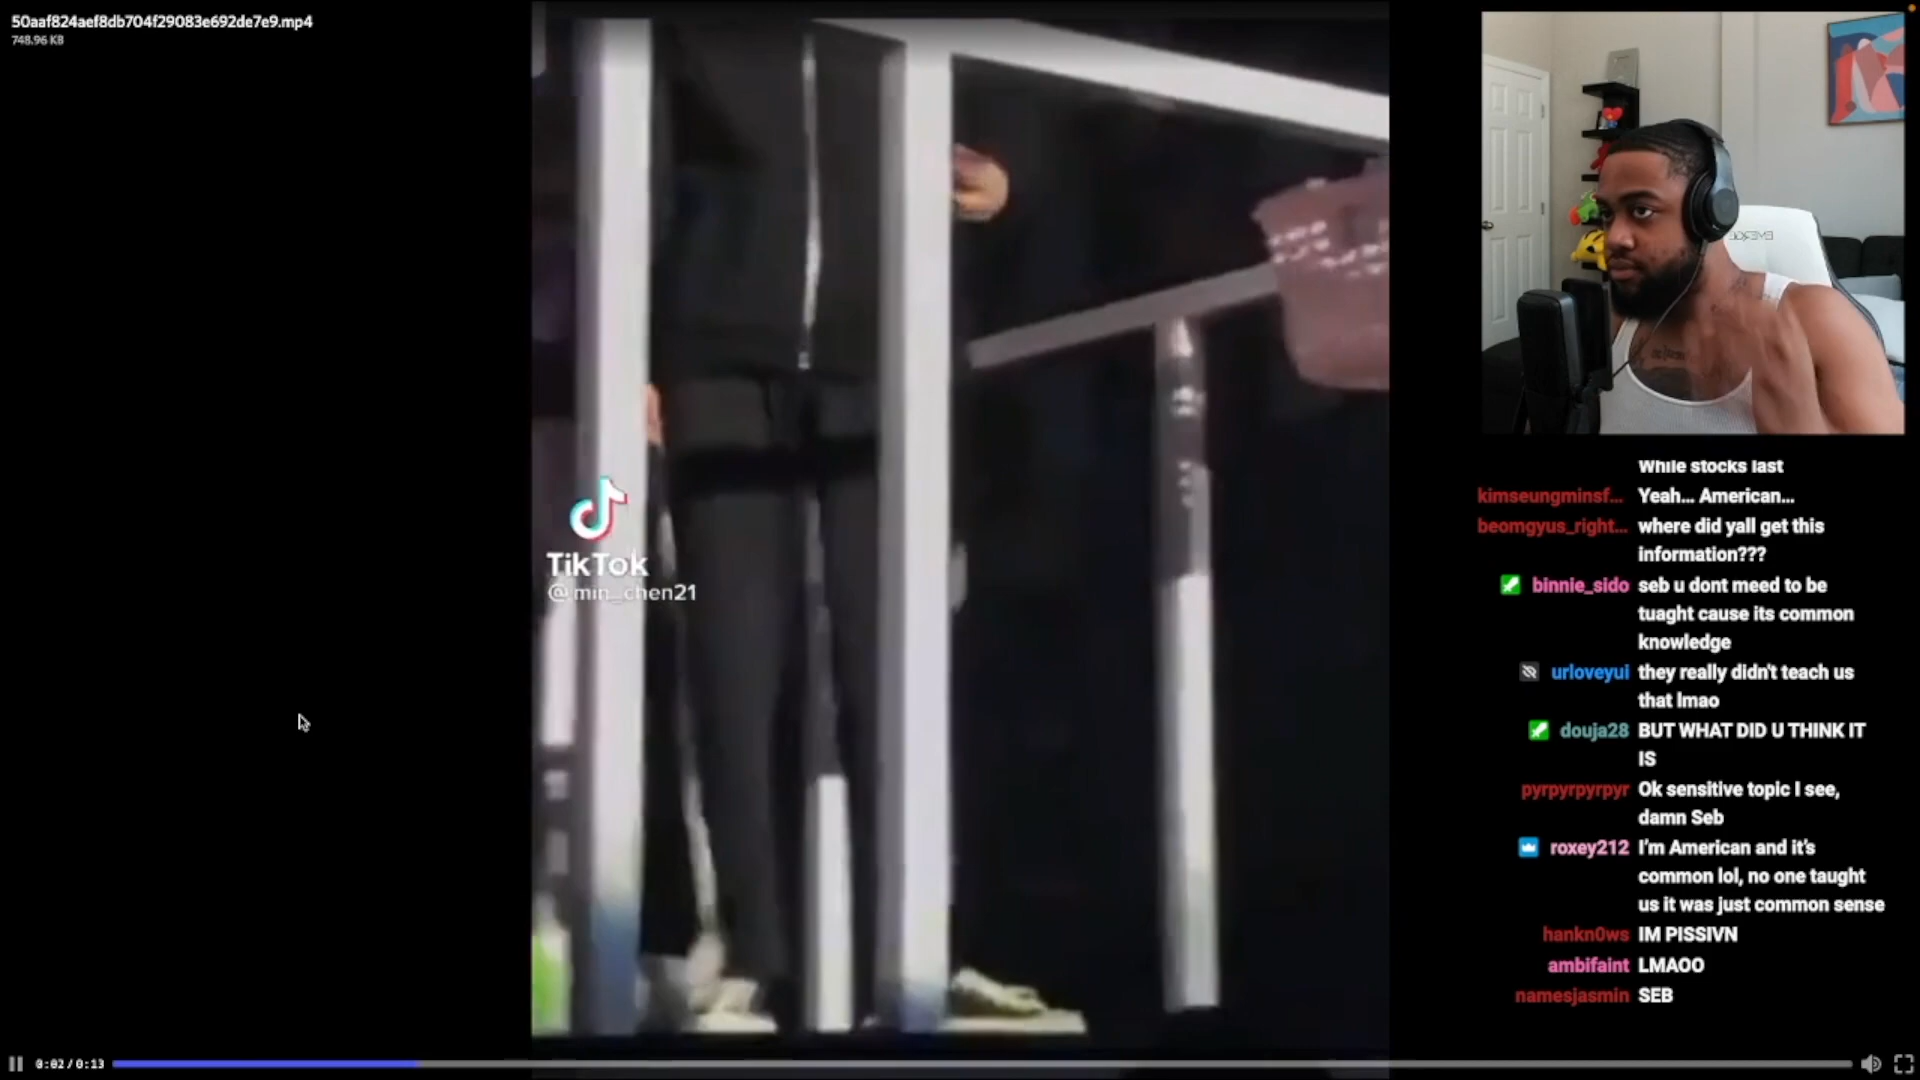 50aaf824aef8db704f29083e692de7e9.mp4
748.96 KB
TikTok
@min_chen21
While stocks last
kimseungminsf... Yeah... American...
beomgyus_right... where did yall get this
information???
binnie_sido seb u dont meed to be
tuaght cause its common
knowledge
urloveyui they really didn't teach us
that lmao
douja28 BUT WHAT DID U THINK IT
IS
pyrpyrpyrpyr Ok sensitive topic I see,
damn Seb
roxey212 I'm American and it's
common lol, no one taught
us it was just common sense
hankn0ws IM PISSIVN
ambifaint LMAOO
namesjasmin SEB
0:02/0:13